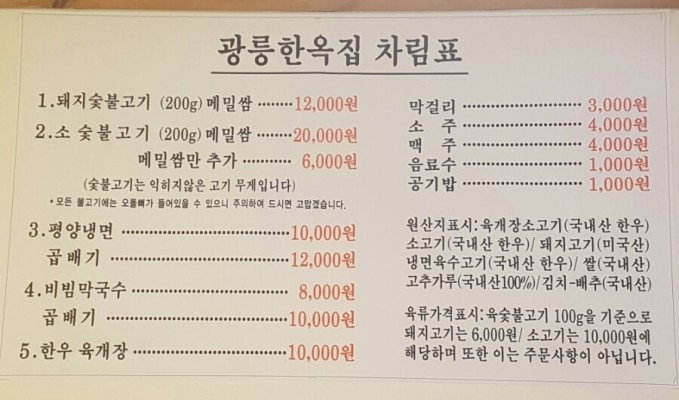 광릉한옥집 차림표
1.돼지숯불고기 (200g) 메밀쌈 ········ 12,000원
2.소 숯불고기 (200g) 메밀쌈 ········ 20,000원
메밀쌈만 추가 ··········· 6,000원
(숯불고기는 익히지않은 고기 무게입니다)
• 모든 불고기에는 오돌뼈가 들어있을 수 있으니 주의하여 드시면 고맙겠습니다.
3.평양냉면 ································ 10,000원
곱배기 ································ 12,000원
4.비빔막국수 ···························· 8,000원
곱배기 ································ 10,000원
5.한우 육개장 ···························· 10,000원
막걸리 ···························· 3,000원
소 주 ···························· 4,000원
맥 주 ···························· 4,000원
음료수 ···························· 1,000원
공기밥 ···························· 1,000원
원산지표시:육개장소고기(국내산 한우)
소고기(국내산 한우)/ 돼지고기(미국산)
냉면육수고기(국내산 한우)/ 쌀(국내산)
고추가루(국내산100%)/김치-배추(국내산)
육류가격표시: 육숯불고기 100g을 기준으로
돼지고기는 6,000원/ 소고기는 10,000원에
해당하며 또한 이는 주문사항이 아닙니다.